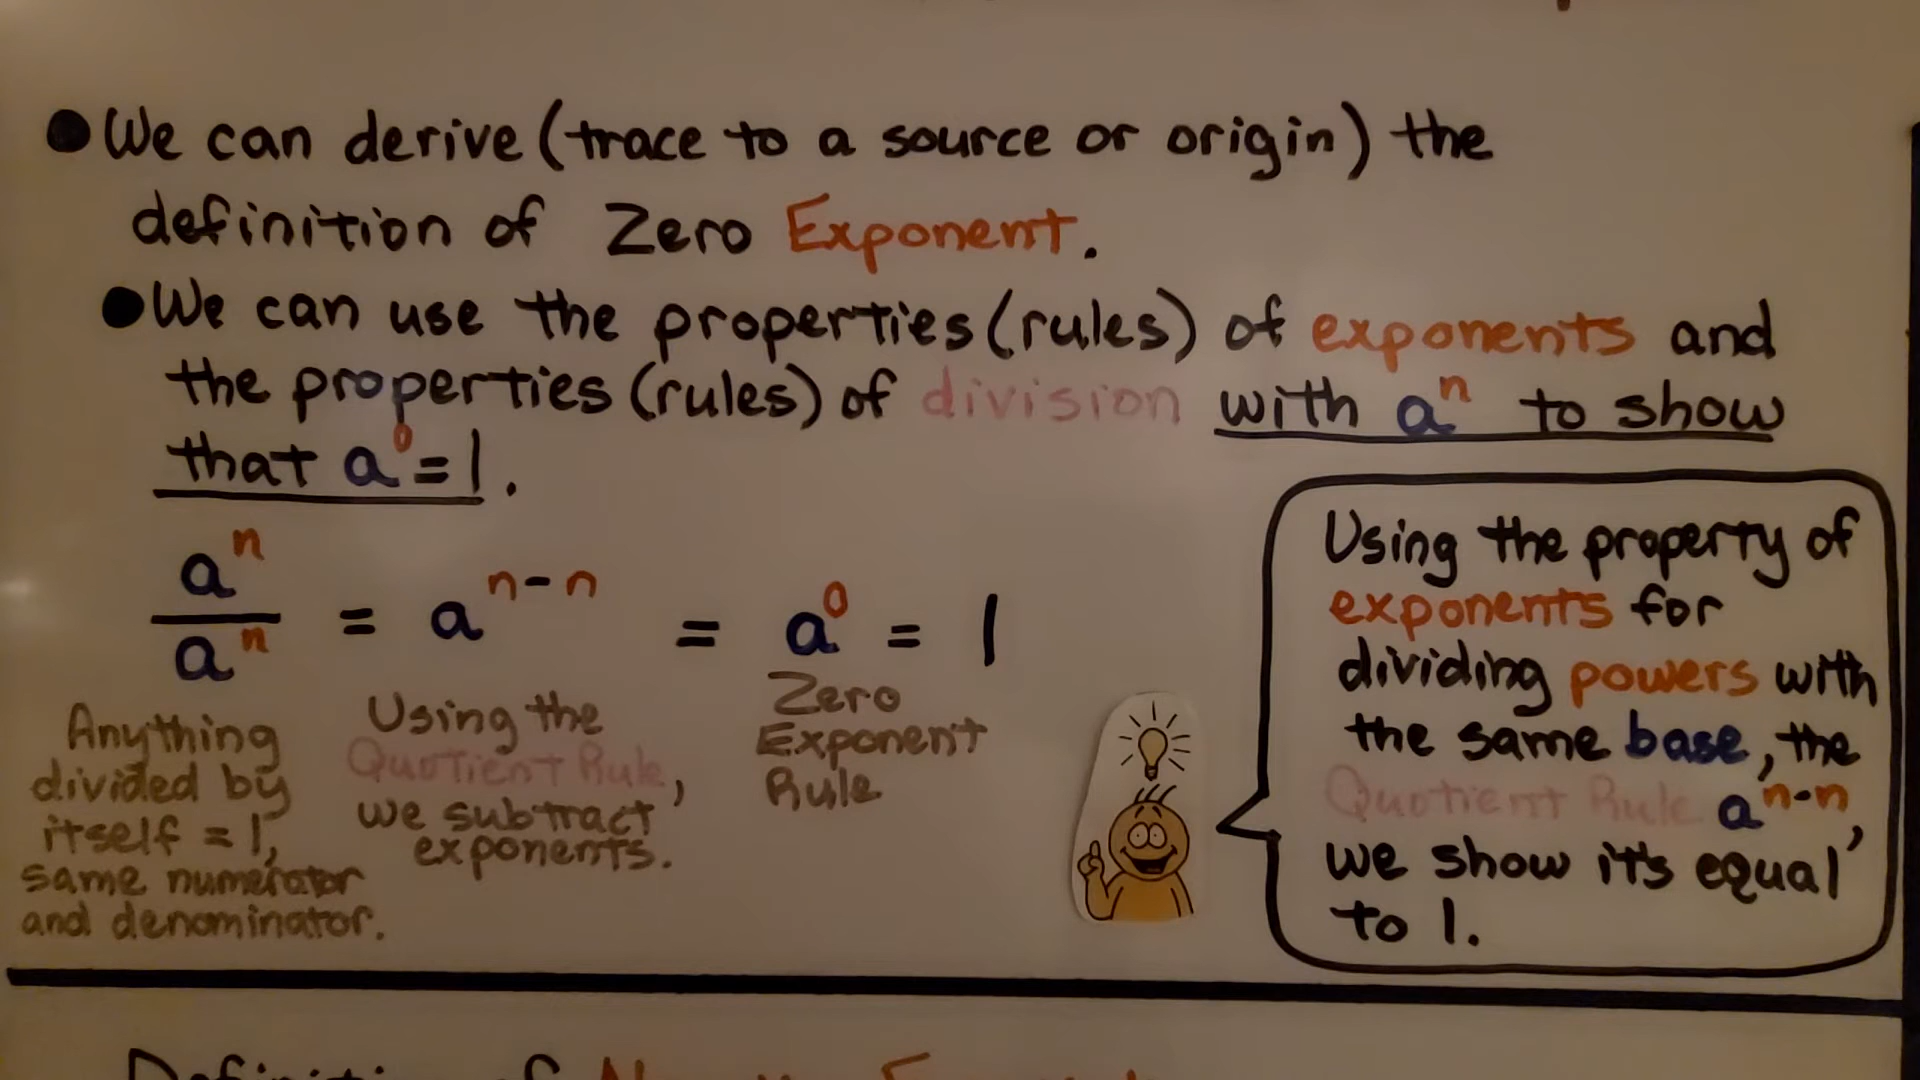 ● We can derive (trace to a source or origin) the
definition of Zero Exponent.
● We can use the properties (rules) of exponents and
the properties (rules) of division with aⁿ to show
that a⁰ = 1.
aⁿ/aⁿ = aⁿ⁻ⁿ = a⁰ = 1
Anything
divided by
itself = 1,
same numerator
and denominator.
Using the
Quotient Rule,
we subtract
exponents.
Zero
Exponent
Rule
Using the property of
exponents for
dividing powers with
the same base, the
Quotient Rule aⁿ⁻ⁿ,
we show it's equal
to 1.